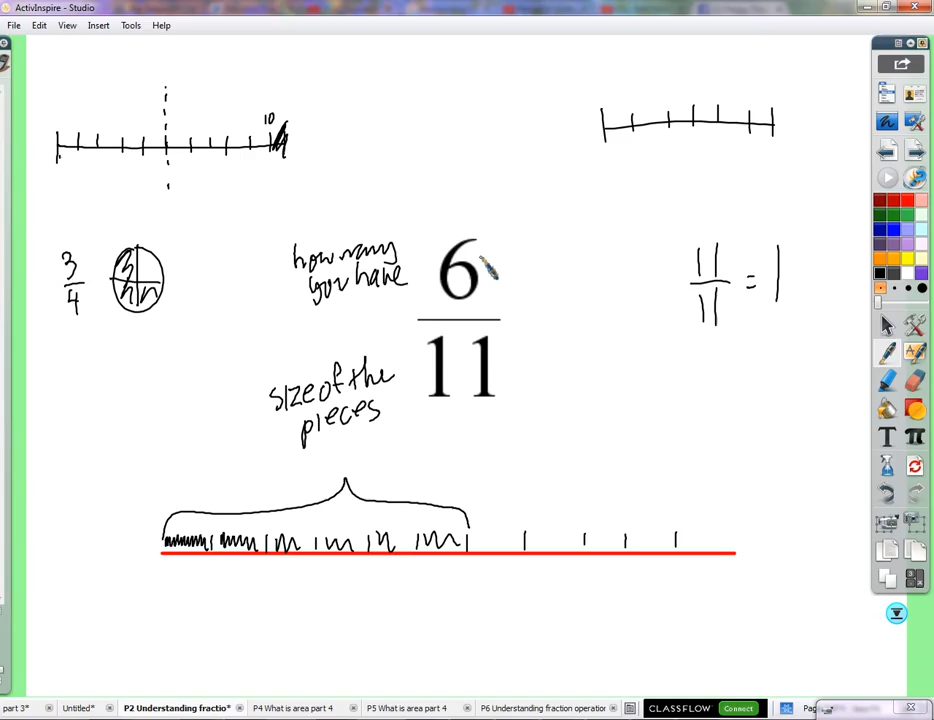 ActivInspire - Studio
File Edit View Insert Tools Help
10
3
4
how many
you have
6
11
11
11 = 1
size of the
pieces
part 3*
Untitled*
P2 Understanding fractio*
P4 What is area part 4
P5 What is area part 4
P6 Understanding fraction operation
CLASSFLOW
Connect
Pag